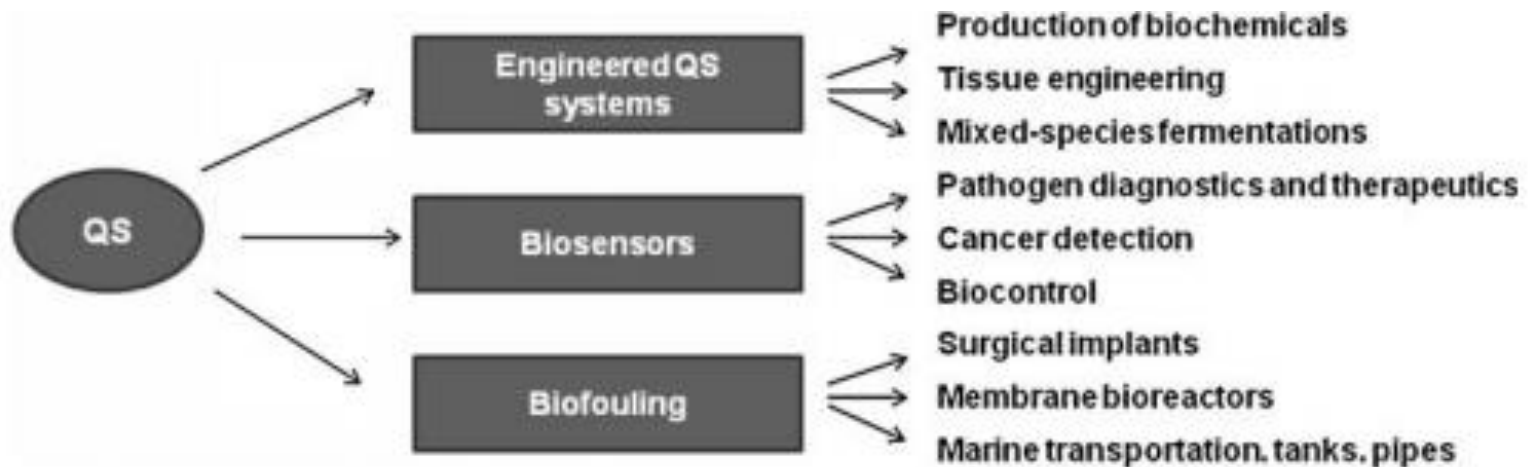 QS
Engineered QS
systems
Production of biochemicals
Tissue engineering
Mixed-species fermentations
Biosensors
Pathogen diagnostics and therapeutics
Cancer detection
Biocontrol
Biofouling
Surgical implants
Membrane bioreactors
Marine transportation, tanks, pipes